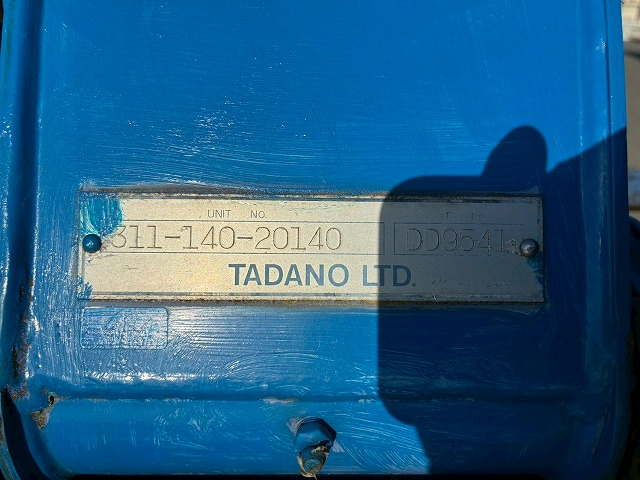 UNIT NO.
311-140-20140 DD9541
TADANO LTD.